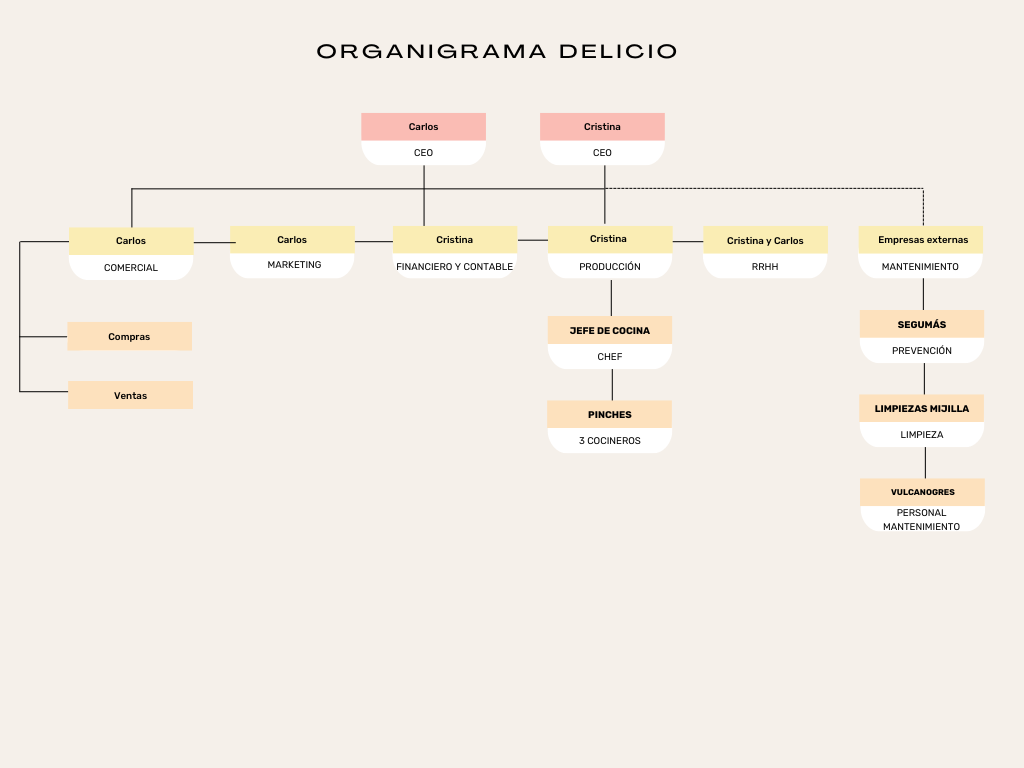 ORGANIGRAMA DELICIO
Carlos
CEO
Cristina
CEO
Carlos
COMERCIAL
Carlos
MARKETING
Cristina
FINANCIERO Y CONTABLE
Cristina
PRODUCCIÓN
Cristina y Carlos
RRHH
Empresas externas
MANTENIMIENTO
Compras
Ventas
JEFE DE COCINA
CHEF
PINCHES
3 COCINEROS
SEGUMÁS
PREVENCIÓN
LIMPIEZAS MIJILLA
LIMPIEZA
VULCANOGRES
PERSONAL
MANTENIMIENTO